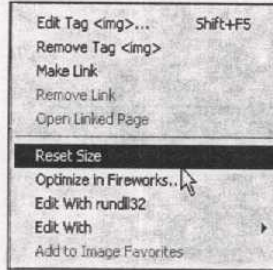 Edit Tag <img>... Shift+F5
Remove Tag <img>
Make Link
Remove Link
Open Linked Page
Reset Size
Optimize in Fireworks...
Edit With rundll32
Edit With
Add to Image Favorites